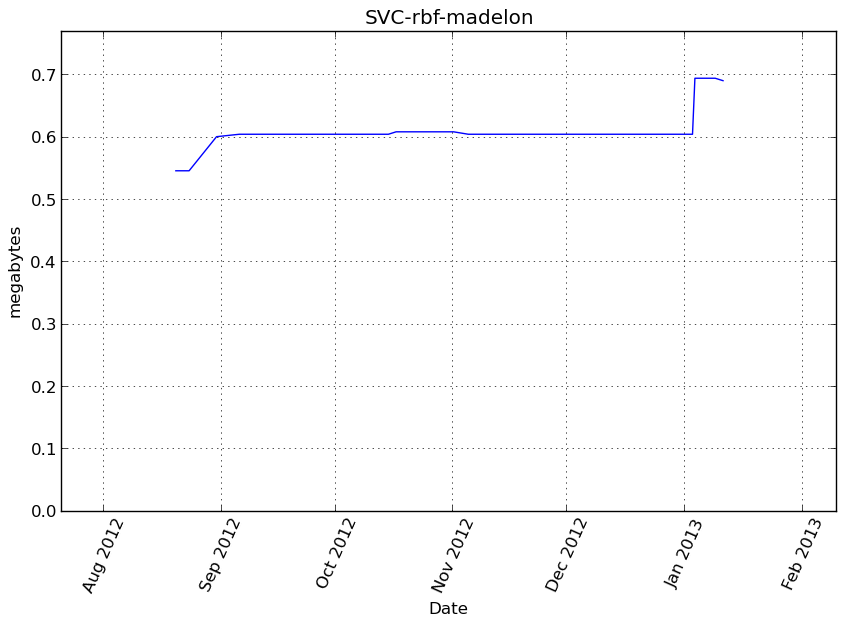 SVC-rbf-madelon
0.7
0.6
0.5
0.4
0.3
0.2
0.1
0.0
megabytes
Aug 2012
Sep 2012
Oct 2012
Nov 2012
Dec 2012
Jan 2013
Feb 2013
Date